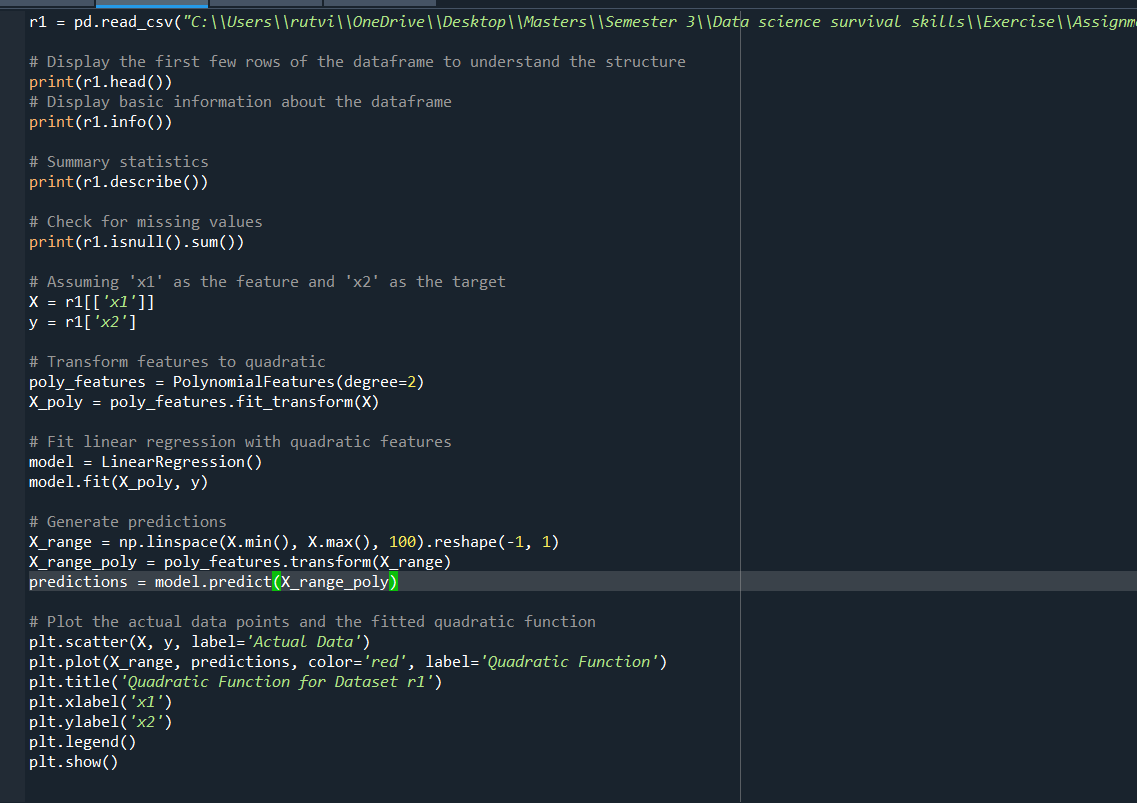 r1 = pd.read_csv("C:\\Users\\rutvi\\OneDrive\\Desktop\\Masters\\Semester 3\\Data science survival skills\\Exercise\\Assignm
# Display the first few rows of the dataframe to understand the structure
print(r1.head())
# Display basic information about the dataframe
print(r1.info())
# Summary statistics
print(r1.describe())
# Check for missing values
print(r1.isnull().sum())
# Assuming 'x1' as the feature and 'x2' as the target
X = r1[['x1']]
y = r1['x2']
# Transform features to quadratic
poly_features = PolynomialFeatures(degree=2)
X_poly = poly_features.fit_transform(X)
# Fit linear regression with quadratic features
model = LinearRegression()
model.fit(X_poly, y)
# Generate predictions
X_range = np.linspace(X.min(), X.max(), 100).reshape(-1, 1)
X_range_poly = poly_features.transform(X_range)
predictions = model.predict(X_range_poly)
# Plot the actual data points and the fitted quadratic function
plt.scatter(X, y, label='Actual Data')
plt.plot(X_range, predictions, color='red', label='Quadratic Function')
plt.title('Quadratic Function for Dataset r1')
plt.xlabel('x1')
plt.ylabel('x2')
plt.legend()
plt.show()